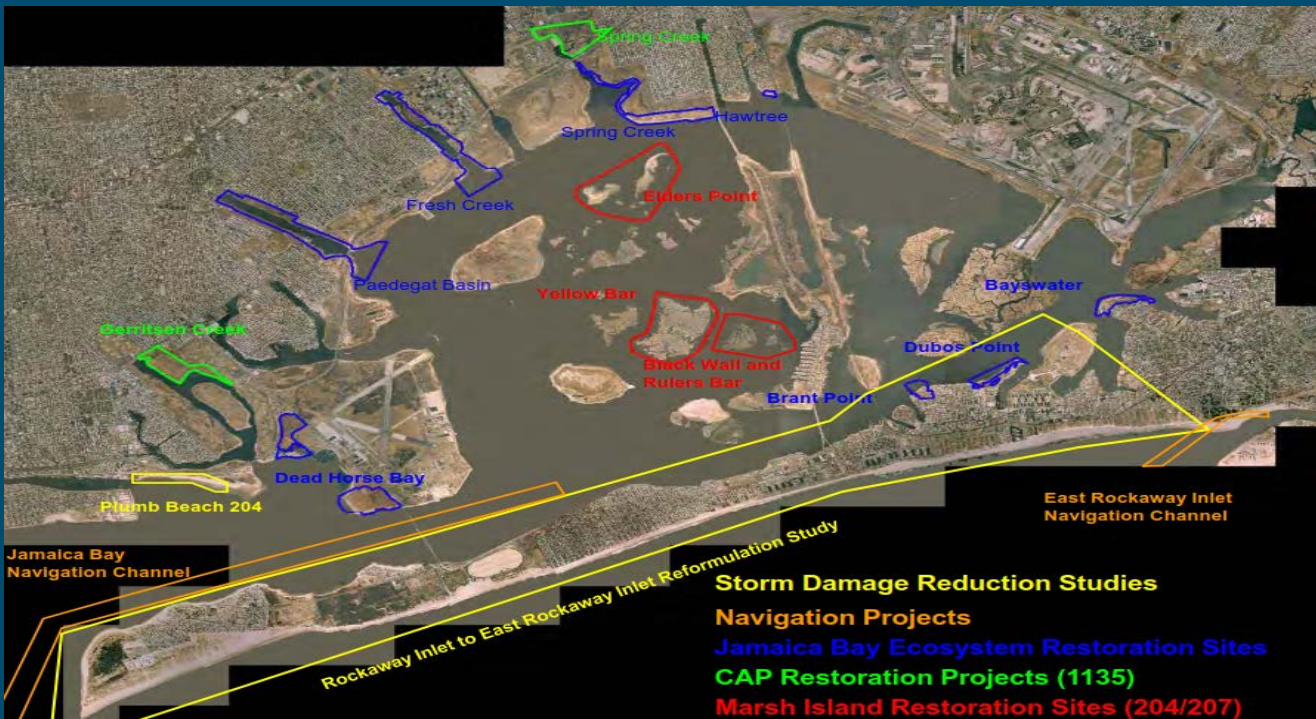 Spring Creek
Spring Creek
Hawtree
Fresh Creek
Elders Point
Paedegat Basin
Yellow Bar
Bayswater
Gerritsen Creek
Dubos Point
Black Wall and
Rulers Bar
Brant Point
Dead Horse Bay
Plumb Beach 204
East Rockaway Inlet
Navigation Channel
Jamaica Bay
Navigation Channel
Rockaway Inlet to East Rockaway Inlet Reformulation Study
Storm Damage Reduction Studies
Navigation Projects
Jamaica Bay Ecosystem Restoration Sites
CAP Restoration Projects (1135)
Marsh Island Restoration Sites (204/207)